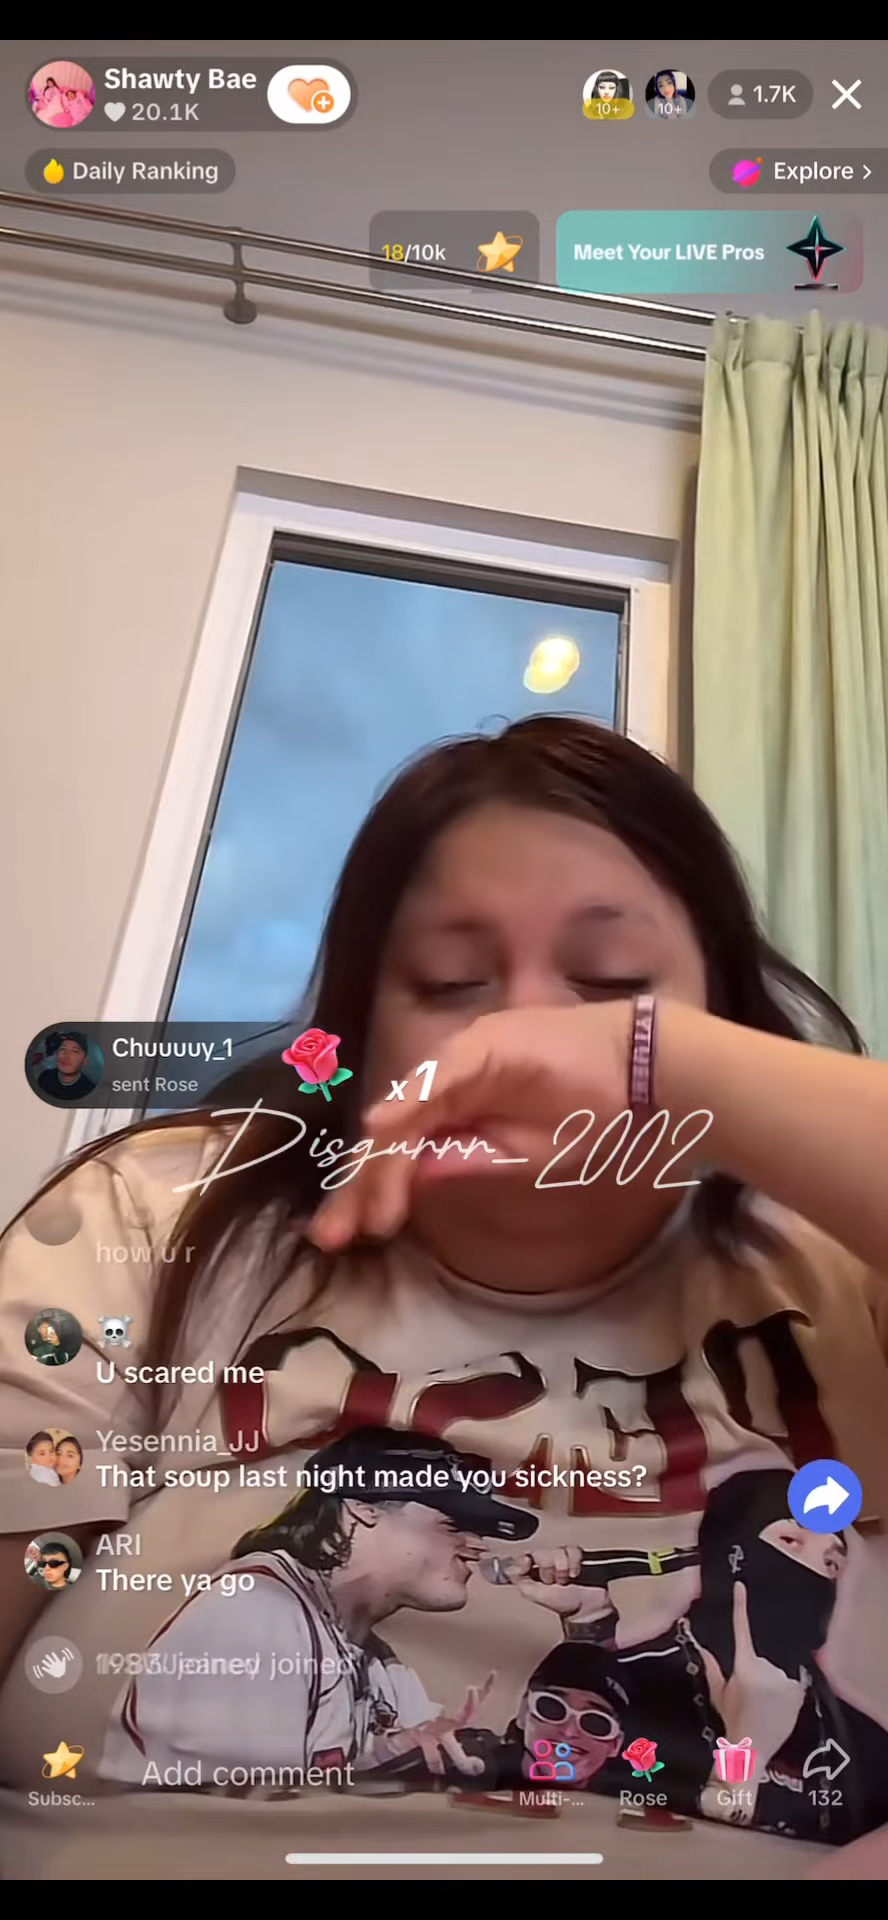 Shawty Bae
20.1K
10+
10+
1.7K
Daily Ranking
Explore >
18/10k
Meet Your LIVE Pros
Chuuuuy_1
sent Rose
x1
Disgurrr_2002
how u r
U scared me
Yesennia_JJ
That soup last night made you sickness?
ARI
There ya go
joined
Subsc...
Add comment
Multi-...
Rose
Gift
132